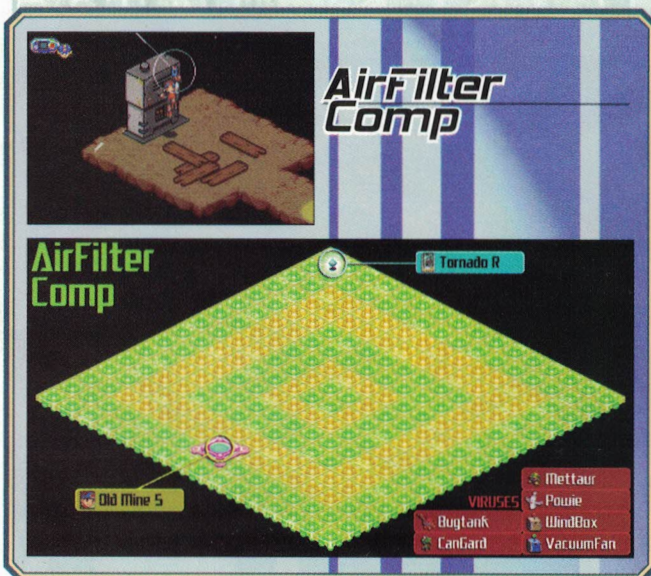 AirFilter
Comp
AirFilter
Comp
Tornado R
Old Mine 5
VIRUSES
Mettaur
Powie
Bugtank
WindBox
CanGard
VacuumFan